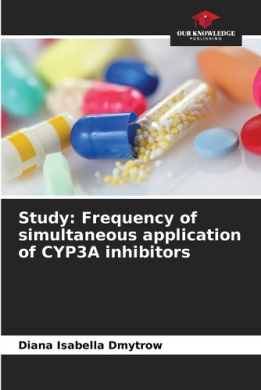 OUR KNOWLEDGE
PUBLISHING
Study: Frequency of
simultaneous application
of CYP3A inhibitors
Diana Isabella Dmytrow